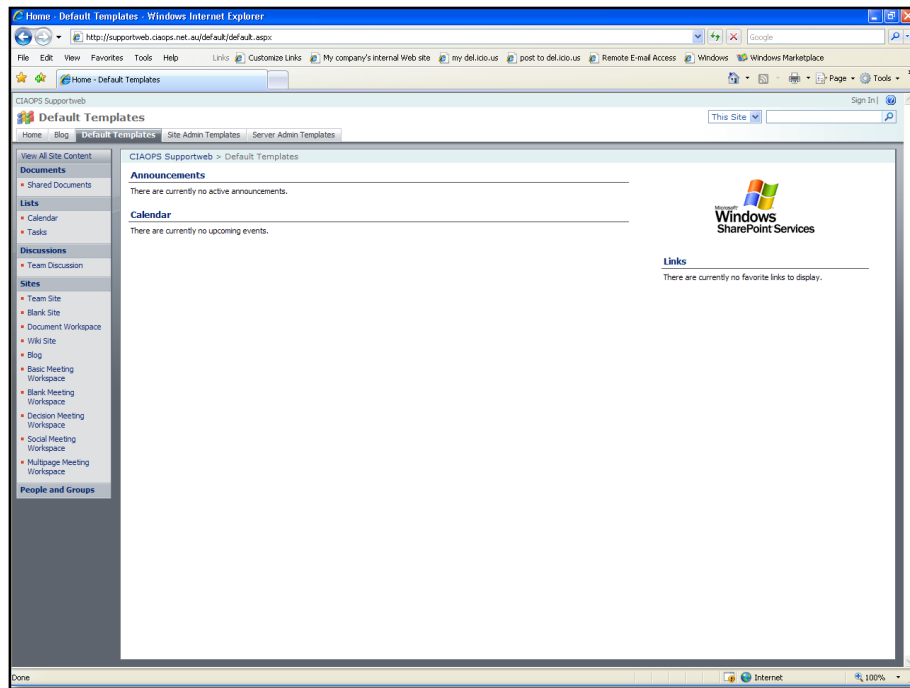 Home - Default Templates - Windows Internet Explorer
http://supportweb.ciaops.net.au/default/default.aspx
Google
File Edit View Favorites Tools Help Links Customize Links My company's internal Web site my del.icio.us post to del.icio.us Remote E-mail Access Windows Windows Marketplace
Home - Default Templates
Page Tools
CIAOPS Supportweb
Sign In
Default Templates
This Site
Home Blog Default Templates Site Admin Templates Server Admin Templates
View All Site Content
Documents
Shared Documents
Lists
Calendar
Tasks
Discussions
Team Discussion
Sites
Team Site
Blank Site
Document Workspace
Wiki Site
Blog
Basic Meeting
Workspace
Blank Meeting
Workspace
Decision Meeting
Workspace
Social Meeting
Workspace
Multipage Meeting
Workspace
People and Groups
CIAOPS Supportweb > Default Templates
Announcements
There are currently no active announcements.
Calendar
There are currently no upcoming events.
Microsoft
Windows
SharePoint Services
Links
There are currently no favorite links to display.
Done
Internet
100%